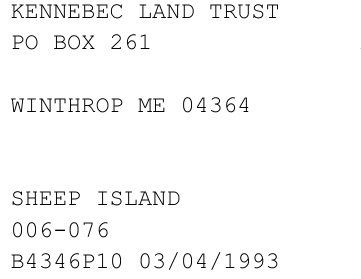 KENNEBEC LAND TRUST
PO BOX 261
WINTHROP ME 04364
SHEEP ISLAND
006-076
B4346P10 03/04/1993